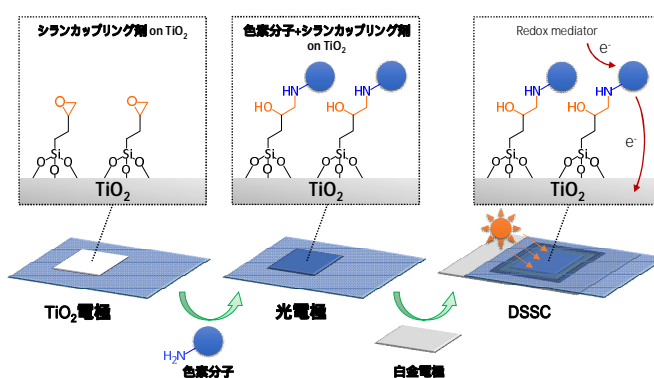 シランカップリング剤 on TiO2
O
O
Si
O O O
Si
O O O
TiO2
TiO2電極
H2N
色素分子
色素分子+シランカップリング剤
on TiO2
HN
HN
HO
HO
Si
O O O
Si
O O O
TiO2
光電極
白金電極
Redox mediator
e-
HN
HN
HO
HO
e-
Si
O O O
Si
O O O
TiO2
DSSC